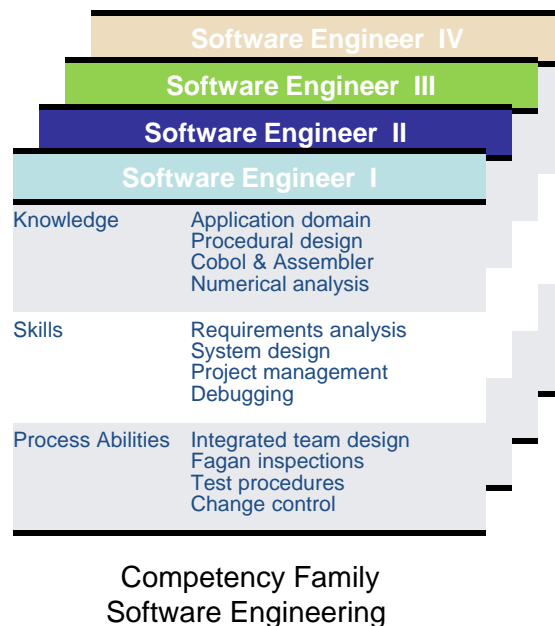 Software Engineer IV
Software Engineer III
Software Engineer II
Software Engineer I
Knowledge Application domain
Procedural design
Cobol & Assembler
Numerical analysis
Skills Requirements analysis
System design
Project management
Debugging
Process Abilities Integrated team design
Fagan inspections
Test procedures
Change control
Competency Family
Software Engineering